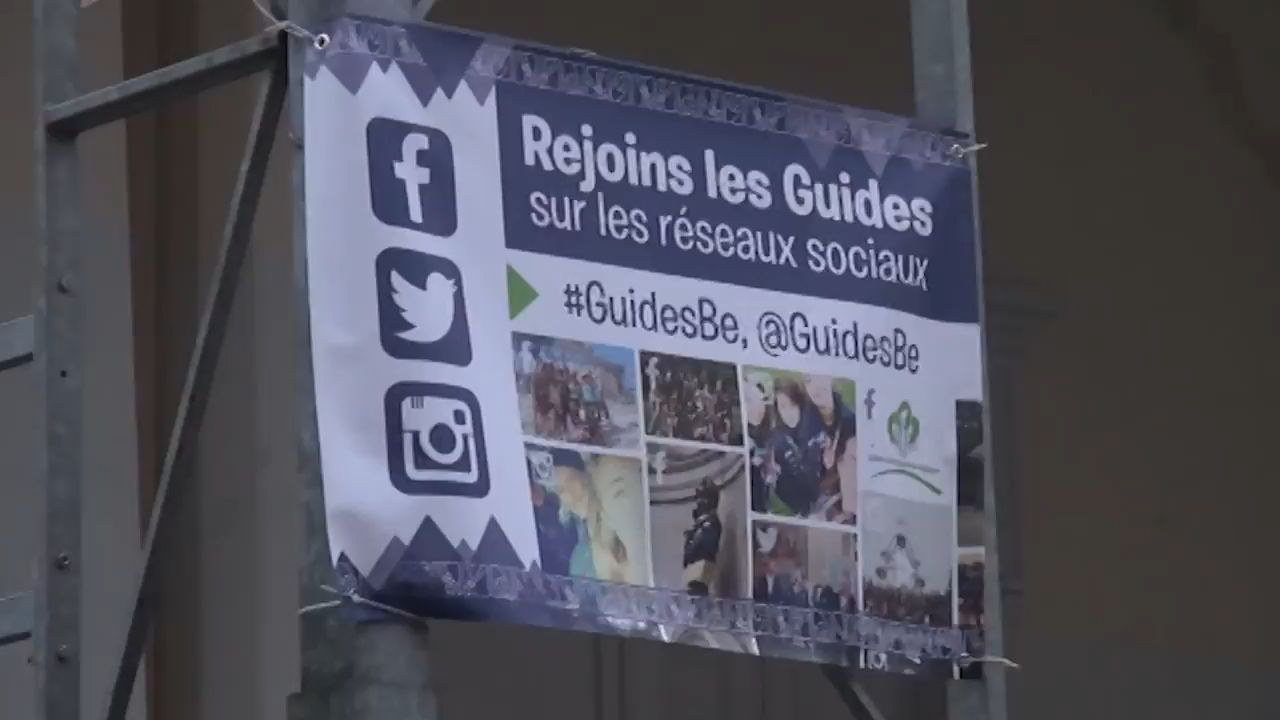 Rejoins les Guides
sur les réseaux sociaux
#GuidesBe, @GuidesBe